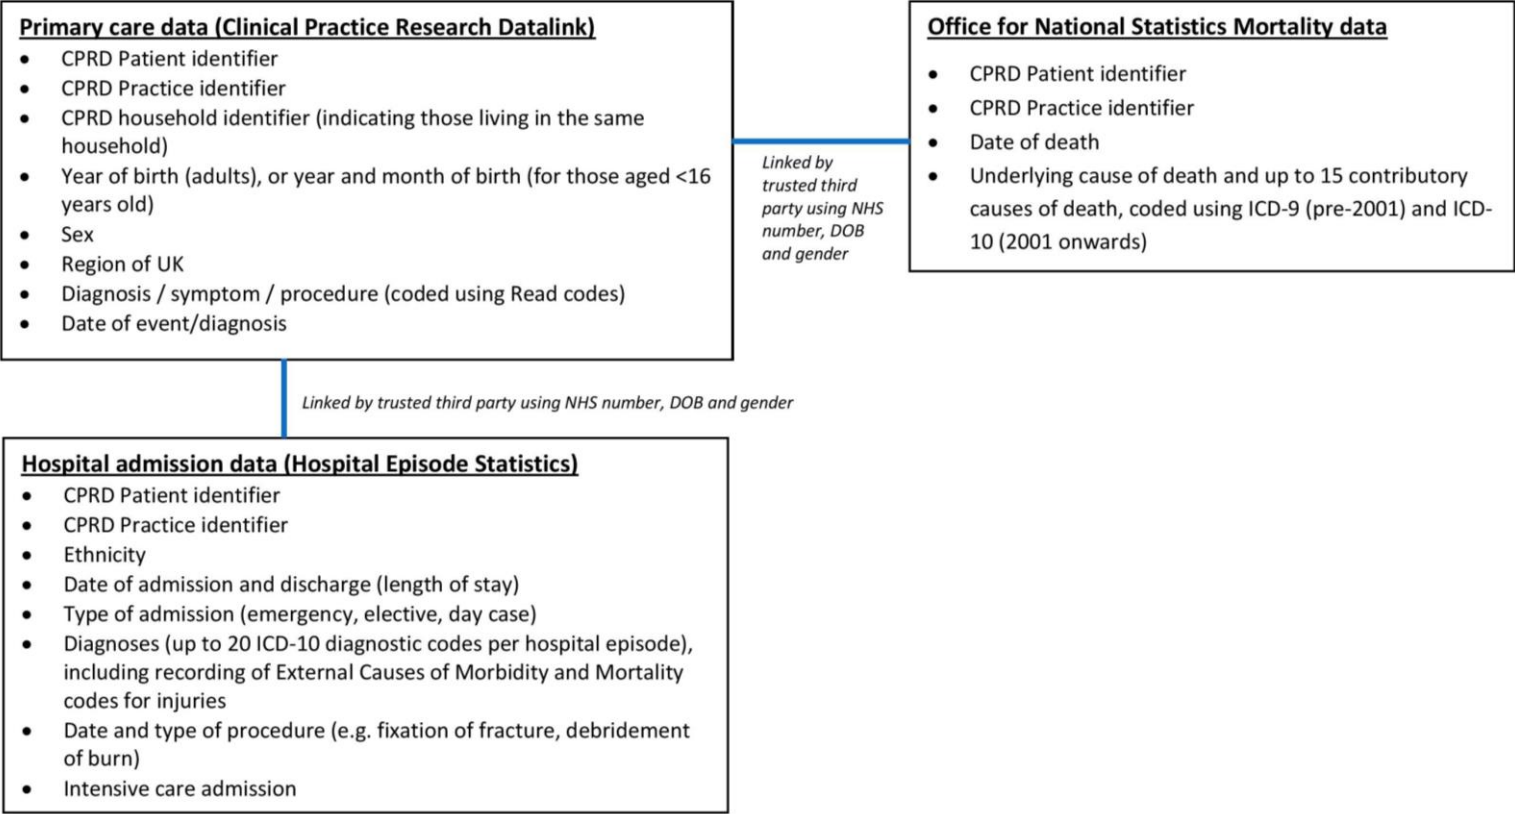 Primary care data (Clinical Practice Research Datalink)
• CPRD Patient identifier
• CPRD Practice identifier
• CPRD household identifier (indicating those living in the same
household)
• Year of birth (adults), or year and month of birth (for those aged <16
years old)
• Sex
• Region of UK
• Diagnosis / symptom / procedure (coded using Read codes)
• Date of event/diagnosis
Linked by
trusted third
party using NHS
number, DOB
and gender
Office for National Statistics Mortality data
• CPRD Patient identifier
• CPRD Practice identifier
• Date of death
• Underlying cause of death and up to 15 contributory
causes of death, coded using ICD-9 (pre-2001) and ICD-
10 (2001 onwards)
Linked by trusted third party using NHS number, DOB and gender
Hospital admission data (Hospital Episode Statistics)
• CPRD Patient identifier
• CPRD Practice identifier
• Ethnicity
• Date of admission and discharge (length of stay)
• Type of admission (emergency, elective, day case)
• Diagnoses (up to 20 ICD-10 diagnostic codes per hospital episode),
including recording of External Causes of Morbidity and Mortality
codes for injuries
• Date and type of procedure (e.g. fixation of fracture, debridement
of burn)
• Intensive care admission